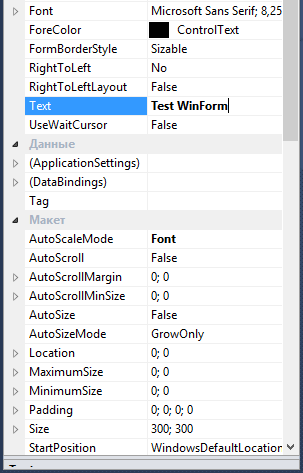 Font Microsoft Sans Serif; 8,25
ForeColor ControlText
FormBorderStyle Sizable
RightToLeft No
RightToLeftLayout False
Text Test WinForm
UseWaitCursor False
Данные
(ApplicationSettings)
(DataBindings)
Tag
Макет
AutoScaleMode Font
AutoScroll False
AutoScrollMargin 0; 0
AutoScrollMinSize 0; 0
AutoSize False
AutoSizeMode GrowOnly
Location 0; 0
MaximumSize 0; 0
MinimumSize 0; 0
Padding 0; 0; 0; 0
Size 300; 300
StartPosition WindowsDefaultLocation